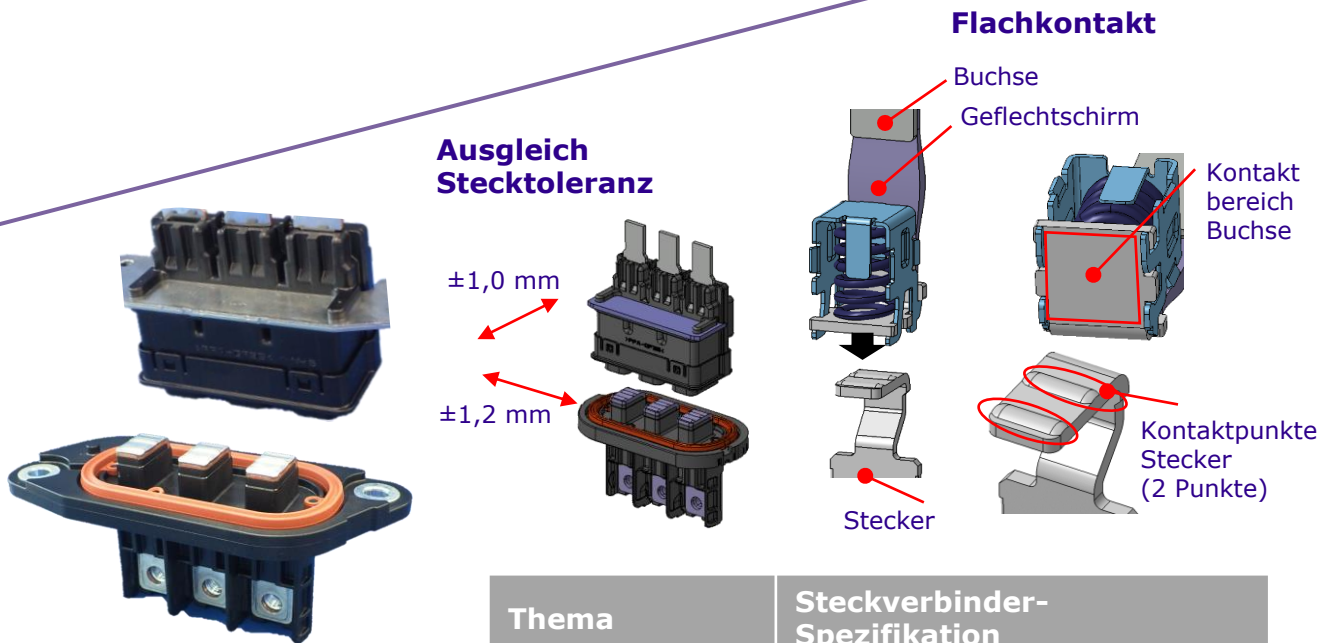 Flachkontakt
Buchse
Geflechtschirm
Ausgleich
Stecktoleranz
Kontakt
bereich
Buchse
±1,0 mm
±1,2 mm
Kontaktpunkte
Stecker
(2 Punkte)
Stecker
Thema
Steckverbinder-
Spezifikation